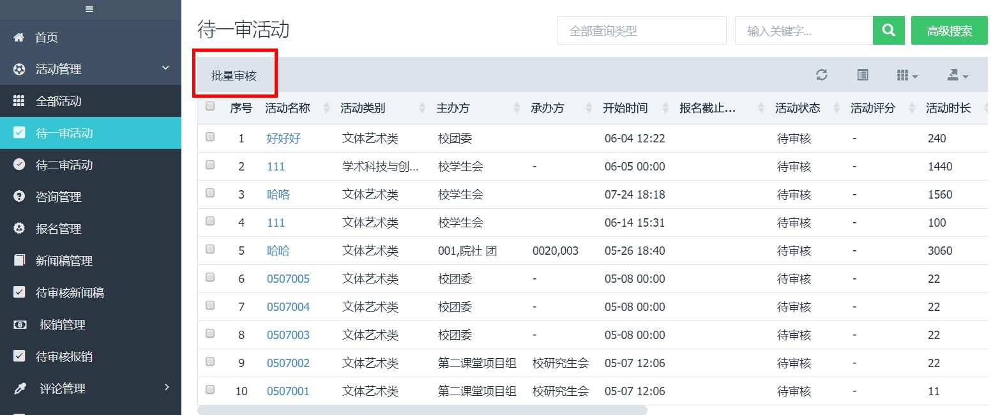 首页
活动管理
全部活动
待一审活动
待二审活动
咨询管理
报名管理
新闻稿管理
待审核新闻稿
报销管理
待审核报销
评论管理
待一审活动
全部查询类型
输入关键字...
高级搜索
批量审核
序号 活动名称 活动类别 主办方 承办方 开始时间 报名截止... 活动状态 活动评分 活动时长
1 好好好 文体艺术类 校团委 06-04 12:22 待审核 - 240
2 111 学术科技与创... 校学生会 - 06-05 00:00 待审核 - 1440
3 哈咯 文体艺术类 校学生会 07-24 18:18 待审核 - 1560
4 111 文体艺术类 校学生会 06-14 15:31 待审核 - 100
5 哈哈 文体艺术类 001,院社 团 0020,003 05-26 18:40 待审核 - 3060
6 0507005 文体艺术类 校团委 - 05-08 00:00 待审核 - 22
7 0507004 文体艺术类 校团委 - 05-08 00:00 待审核 - 22
8 0507003 文体艺术类 校团委 - 05-08 00:00 待审核 - 22
9 0507002 文体艺术类 第二课堂项目组 校研究生会 05-07 12:06 待审核 - 22
10 0507001 文体艺术类 第二课堂项目组 校研究生会 05-07 12:06 待审核 - 11